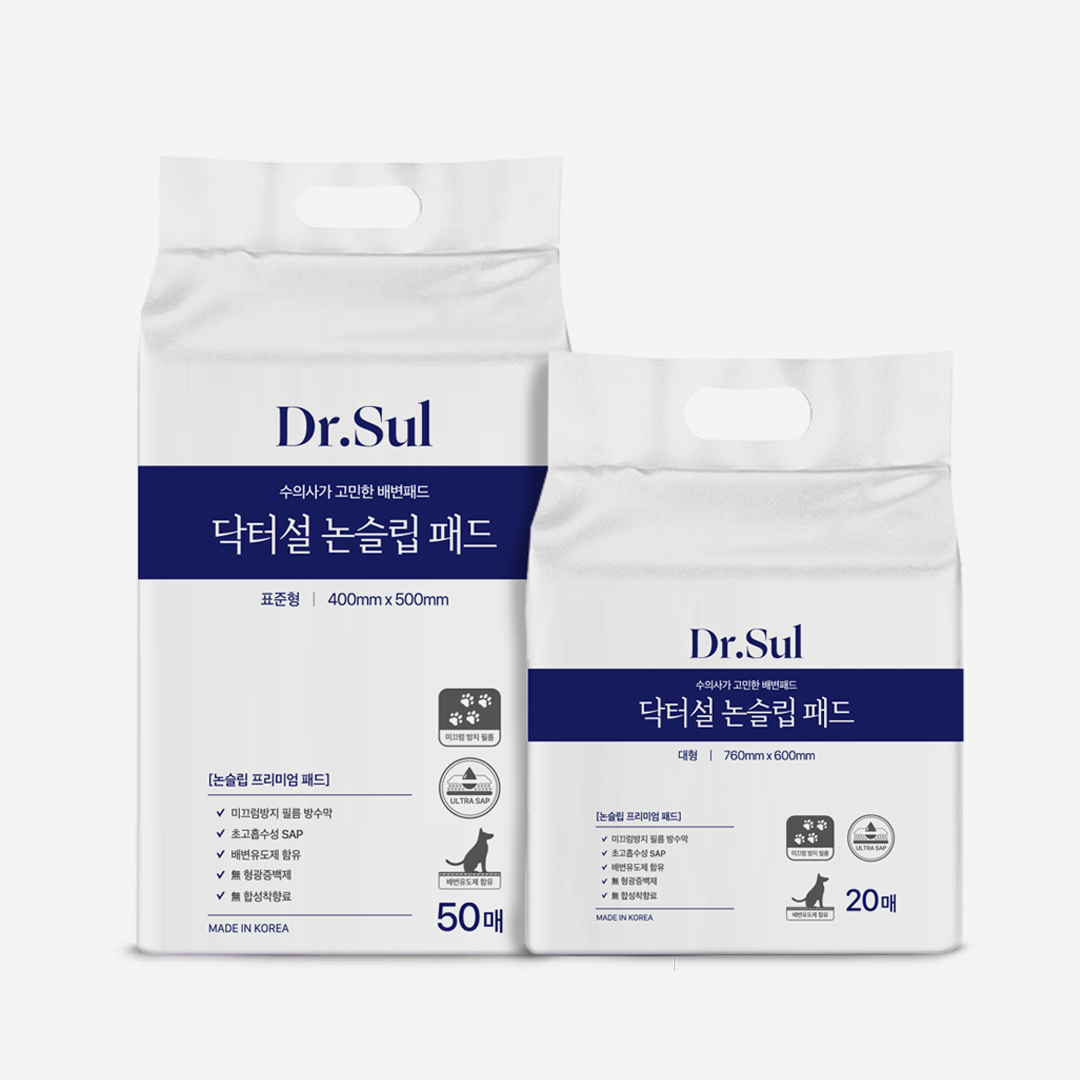 Dr.Sul
수의사가 고민한 배변패드
닥터설 논슬립 패드
표준형 | 400mm x 500mm
미끄럼 방지 필름
ULTRA SAP
배변유도제 함유
[논슬립 프리미엄 패드]
✓ 미끄럼방지 필름 방수막
✓ 초고흡수성 SAP
✓ 배변유도제 함유
✓ 無 형광증백제
✓ 無 합성착향료
MADE IN KOREA
50매
Dr.Sul
수의사가 고민한 배변패드
닥터설 논슬립 패드
대형 | 760mm x 600mm
[논슬립 프리미엄 패드]
✓ 미끄럼방지 필름 방수막
✓ 초고흡수성 SAP
✓ 배변유도제 함유
✓ 無 형광증백제
✓ 無 합성착향료
MADE IN KOREA
미끄럼 방지 필름
ULTRA SAP
배변유도제 함유
20매